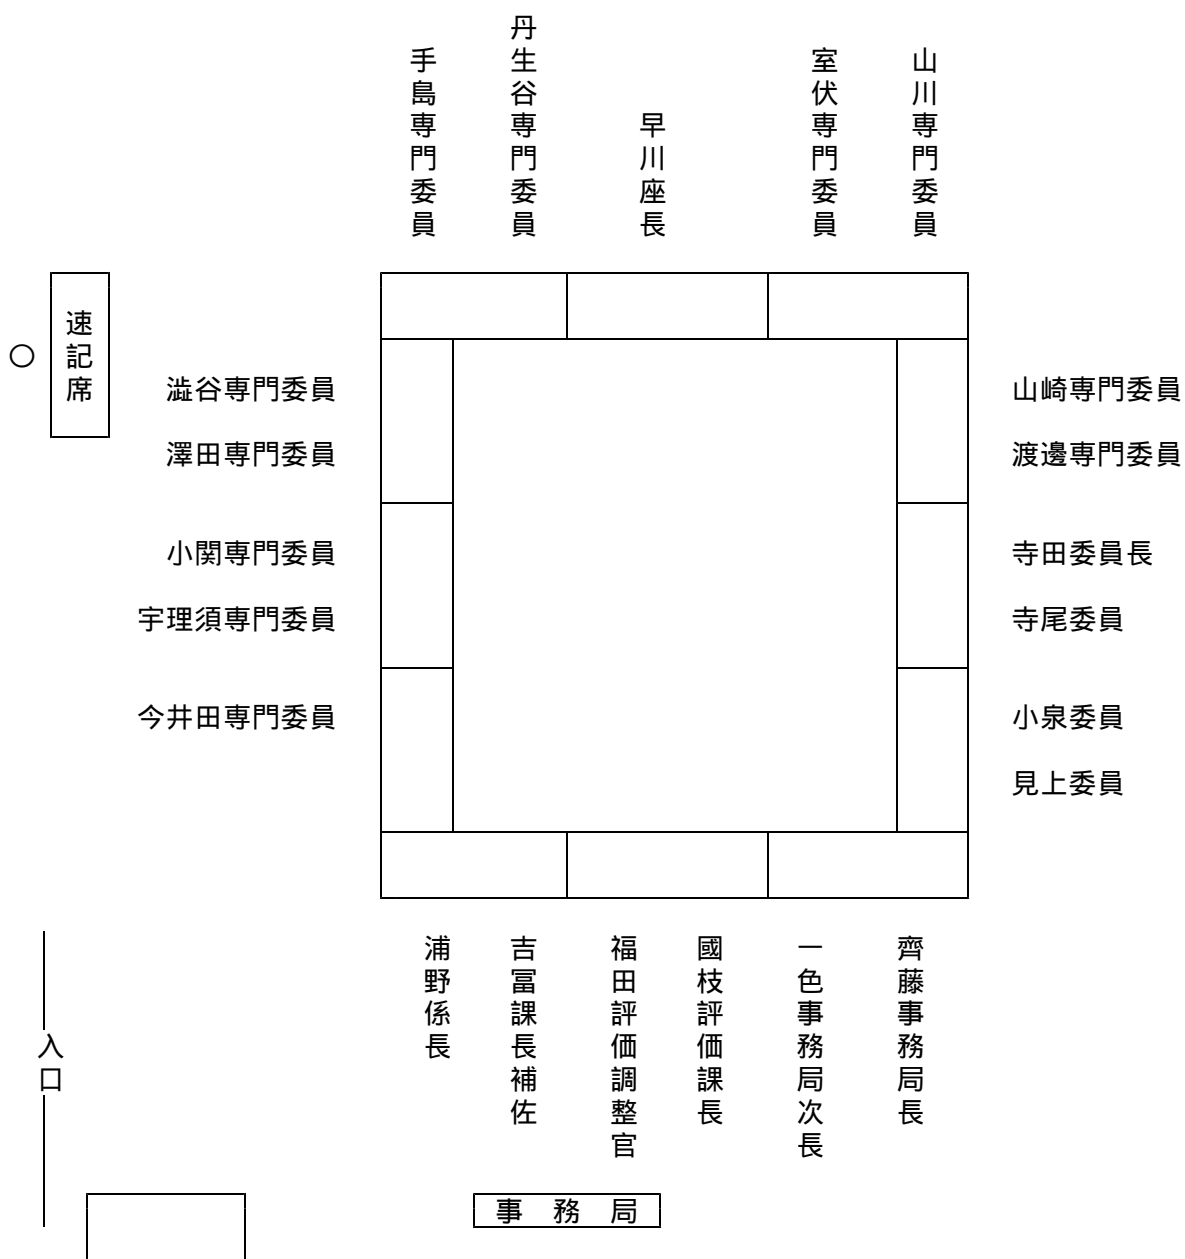 手島専門委員
丹生谷専門委員
早川座長
室伏専門委員
山川専門委員
速記席
○
澁谷専門委員
澤田専門委員
小関専門委員
宇理須専門委員
今井田専門委員
山崎専門委員
渡邊専門委員
寺田委員長
寺尾委員
小泉委員
見上委員
浦野係長
吉冨課長補佐
福田評価調整官
國枝評価課長
一色事務局次長
齊藤事務局長
入口
事務局